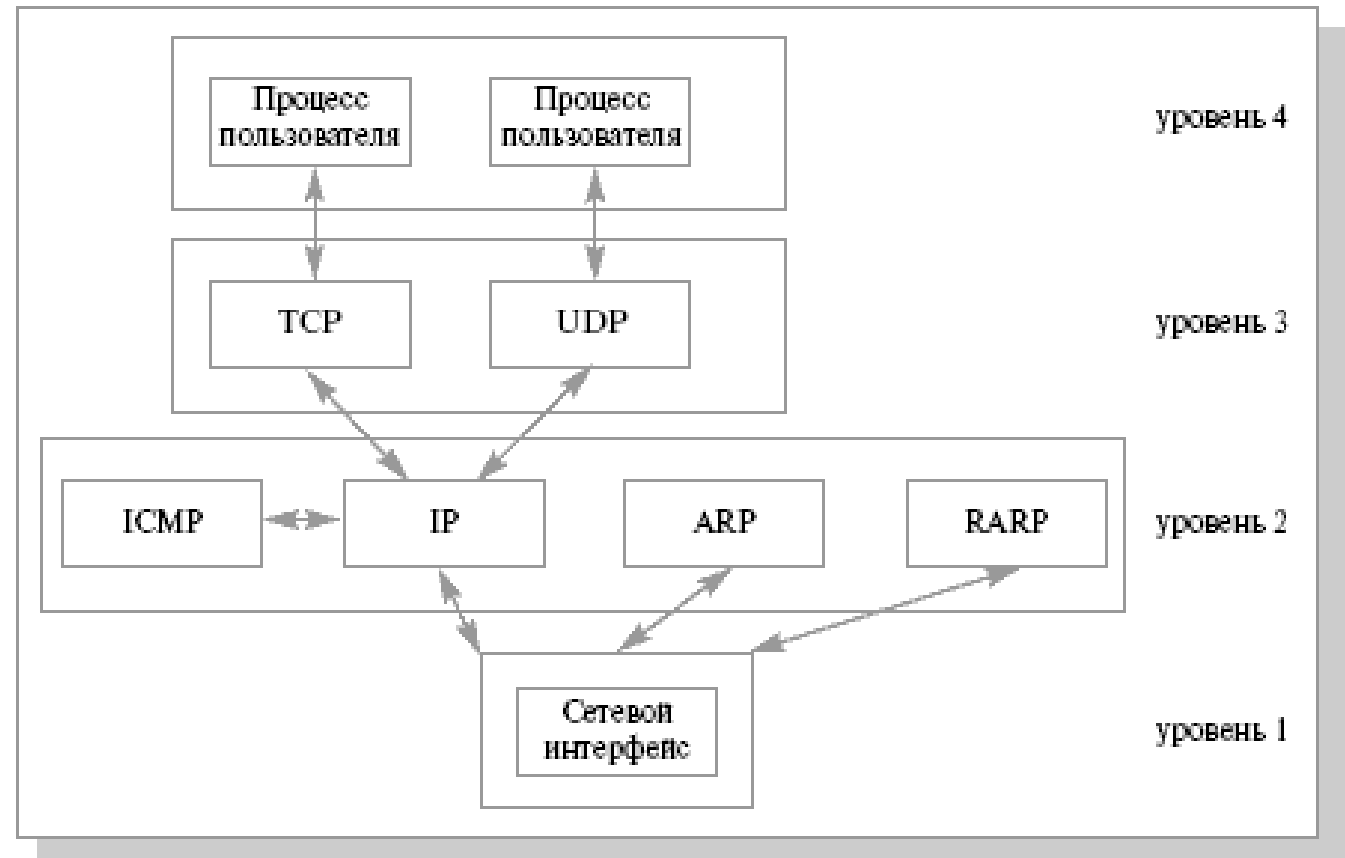 Процесс
пользователя
Процесс
пользователя
уровень 4
TCP
UDP
уровень 3
ICMP
IP
ARP
RARP
уровень 2
Сетевой
интерфейс
уровень 1